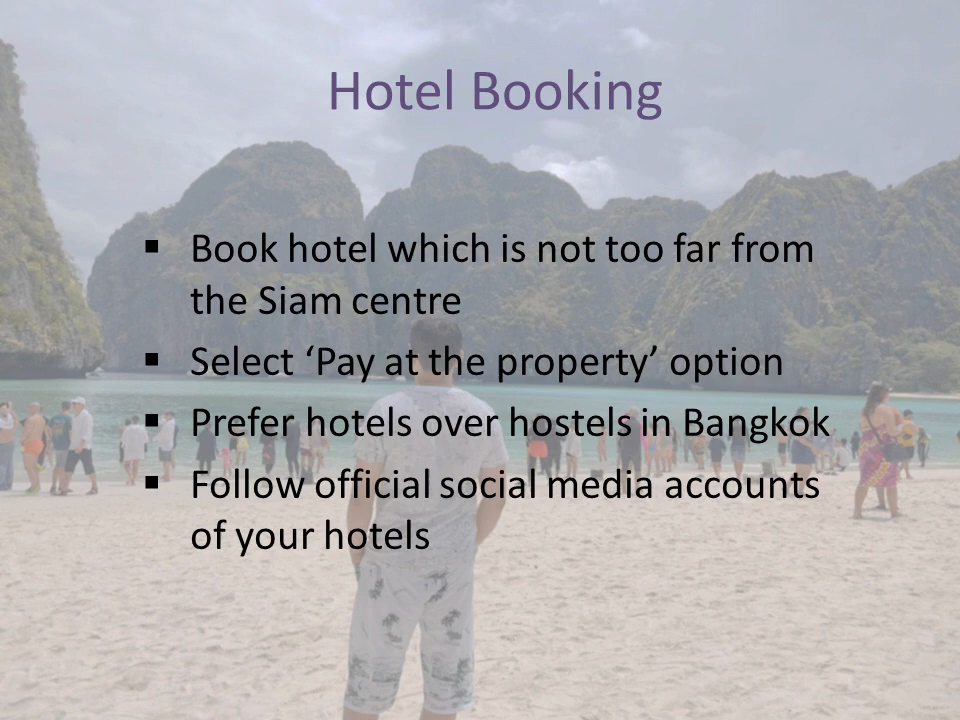 Hotel Booking
▪ Book hotel which is not too far from
the Siam centre
▪ Select ‘Pay at the property’ option
▪ Prefer hotels over hostels in Bangkok
▪ Follow official social media accounts
of your hotels